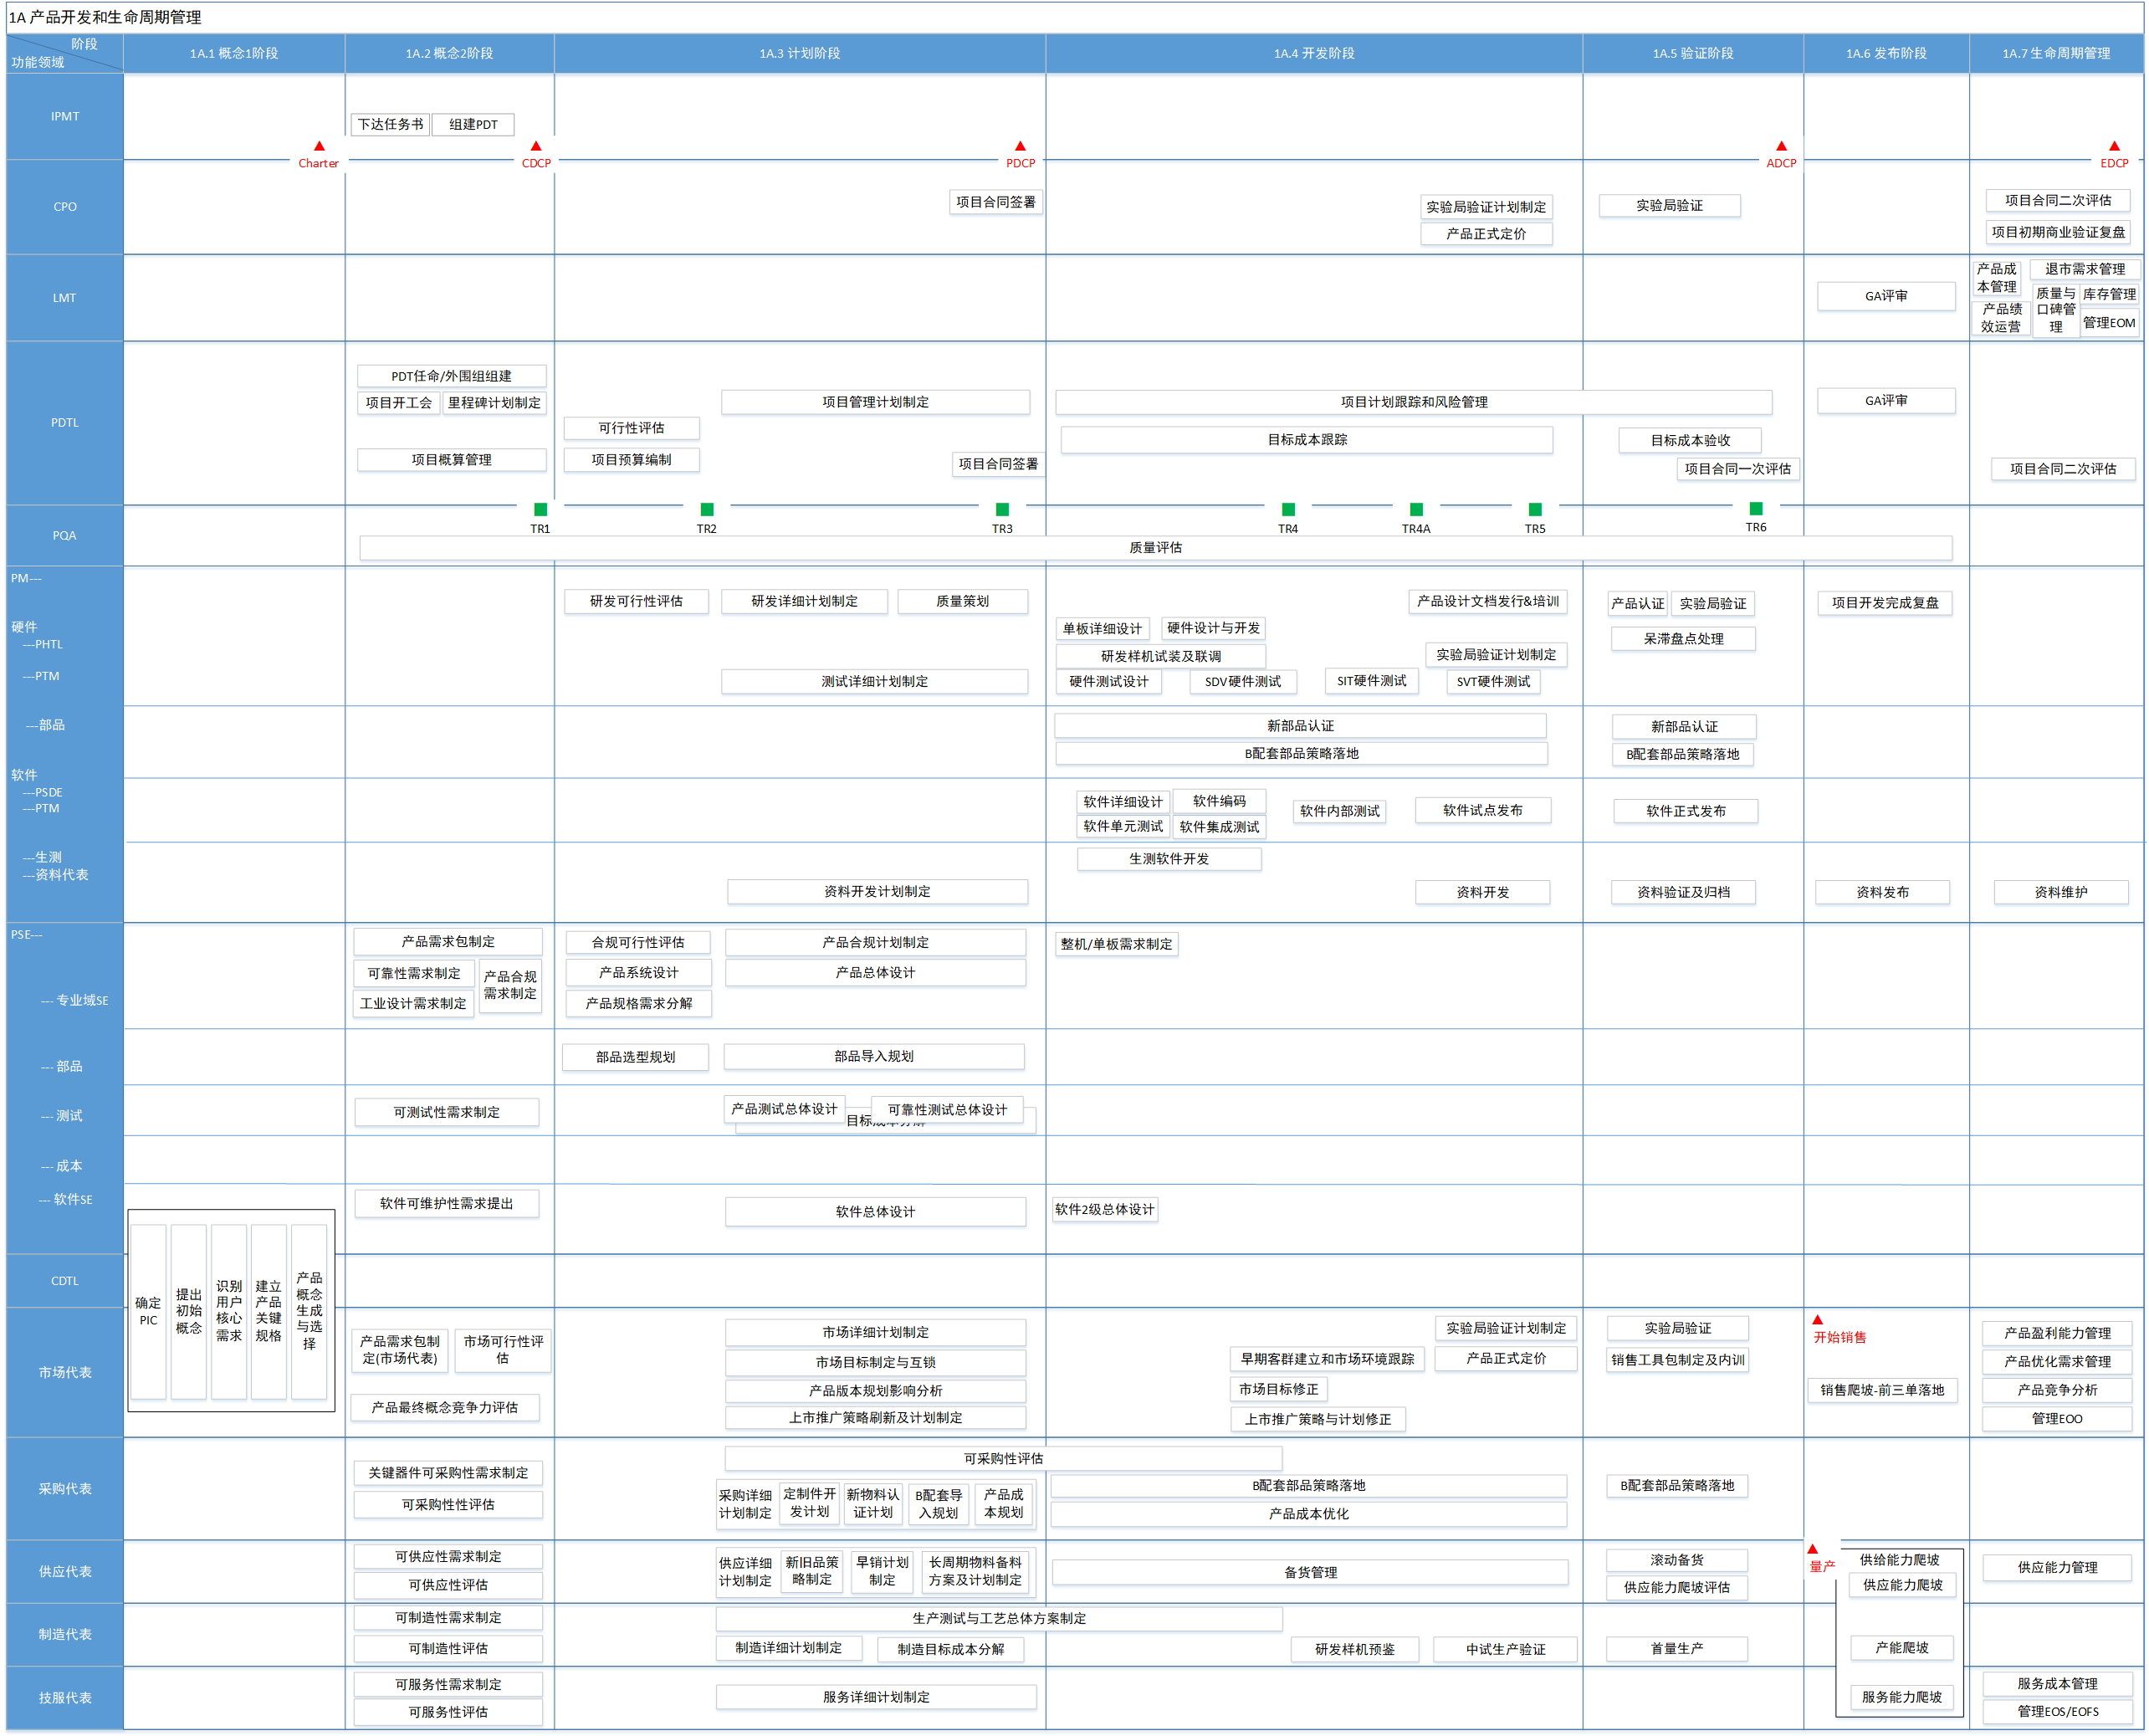 1A 产品开发和生命周期管理
阶段
功能领域
1A.1 概念1阶段
1A.2 概念2阶段
1A.3 计划阶段
1A.4 开发阶段
1A.5 验证阶段
1A.6 发布阶段
1A.7 生命周期管理
IPMT
下达任务书
组建PDT
Charter
CDCP
PDCP
ADCP
EDCP
CPO
项目合同签署
实验局验证计划制定
产品正式定价
实验局验证
项目合同二次评估
项目初期商业验证复盘
LMT
GA评审
产品成
本管理
退市需求管理
质量与
口碑管
理
库存管理
产品绩
效运营
管理EOM
PDTL
PDT任命/外围组组建
项目开工会
里程碑计划制定
项目概算管理
可行性评估
项目预算编制
项目管理计划制定
项目合同签署
项目计划跟踪和风险管理
目标成本跟踪
目标成本验收
项目合同一次评估
GA评审
项目合同二次评估
TR1
TR2
TR3
TR4
TR4A
TR5
TR6
PQA
质量评估
PM---
硬件
---PHTL
---PTM
---部品
软件
---PSDE
---PTM
---生测
---资料代表
研发可行性评估
研发详细计划制定
质量策划
产品设计文档发行&培训
产品认证
实验局验证
项目开发完成复盘
单板详细设计
硬件设计与开发
研发样机试装及联调
实验局验证计划制定
呆滞盘点处理
测试详细计划制定
硬件测试设计
SDV硬件测试
SIT硬件测试
SVT硬件测试
新部品认证
新部品认证
B配套部品策略落地
B配套部品策略落地
软件详细设计
软件编码
软件单元测试
软件集成测试
软件内部测试
软件试点发布
软件正式发布
生测软件开发
资料开发计划制定
资料开发
资料验证及归档
资料发布
资料维护
PSE---
--- 专业域SE
--- 部品
--- 测试
--- 成本
--- 软件SE
产品需求包制定
可靠性需求制定
工业设计需求制定
产品合规
需求制定
合规可行性评估
产品系统设计
产品规格需求分解
产品合规计划制定
产品总体设计
整机/单板需求制定
部品选型规划
部品导入规划
可测试性需求制定
产品测试总体设计
可靠性测试总体设计
目标成本分解
软件可维护性需求提出
软件总体设计
软件2级总体设计
CDTL
确定
PIC
提出
初始
概念
识别
用户
核心
需求
建立
产品
关键
规格
产品
概念
生成
与选
择
市场代表
产品需求包制
定(市场代表)
市场可行性评
估
产品最终概念竞争力评估
市场详细计划制定
市场目标制定与互锁
产品版本规划影响分析
上市推广策略刷新及计划制定
实验局验证计划制定
早期客群建立和市场环境跟踪
产品正式定价
市场目标修正
上市推广策略与计划修正
实验局验证
销售工具包制定及内训
开始销售
销售爬坡-前三单落地
产品盈利能力管理
产品优化需求管理
产品竞争分析
管理EOO
采购代表
关键器件可采购性需求制定
可采购性性评估
可采购性评估
采购详细
计划制定
定制件开
发计划
新物料认
证计划
B配套导
入规划
产品成
本规划
B配套部品策略落地
产品成本优化
B配套部品策略落地
供应代表
可供应性需求制定
可供应性评估
供应详细
计划制定
新旧品策
略制定
早销计划
制定
长周期物料备料
方案及计划制定
备货管理
滚动备货
供应能力爬坡评估
量产
供给能力爬坡
供应能力爬坡
供应能力管理
制造代表
可制造性需求制定
可制造性评估
生产测试与工艺总体方案制定
制造详细计划制定
制造目标成本分解
研发样机预鉴
中试生产验证
首量生产
产能爬坡
技服代表
可服务性需求制定
可服务性评估
服务详细计划制定
服务能力爬坡
服务成本管理
管理EOS/EOFS